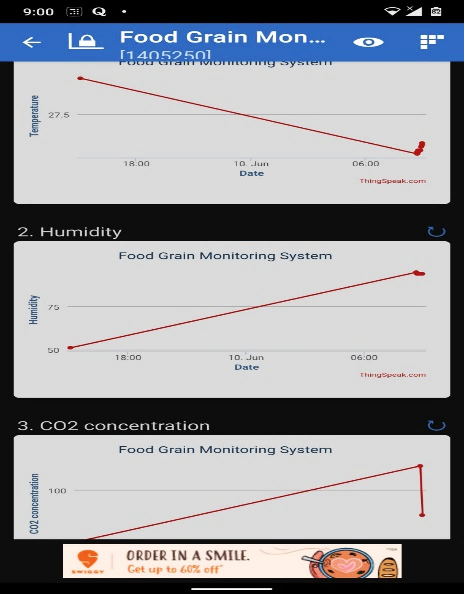 9:00
Food Grain Mon...
[1405250]
Food Grain Monitoring System
Temperature
27.5
18:00
10. Jun
06:00
Date
ThingSpeak.com
2. Humidity
Food Grain Monitoring System
Humidity
75
50
18:00
10. Jun
06:00
Date
ThingSpeak.com
3. CO2 concentration
Food Grain Monitoring System
CO2 concentration
100
SWIGGY
ORDER IN A SMILE.
Get up to 60% off*